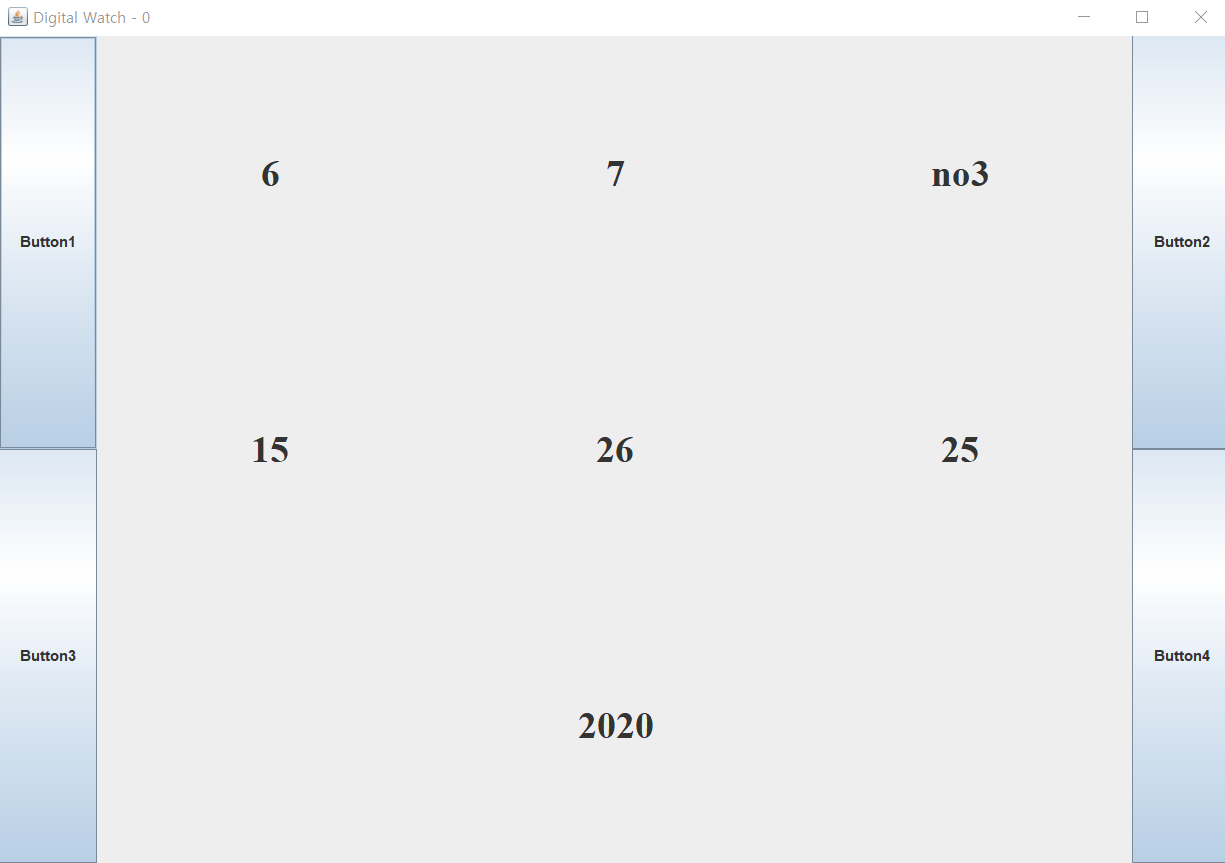 Digital Watch - 0
6 7 no3
Button1 Button2
15 26 25
Button3 Button4
2020